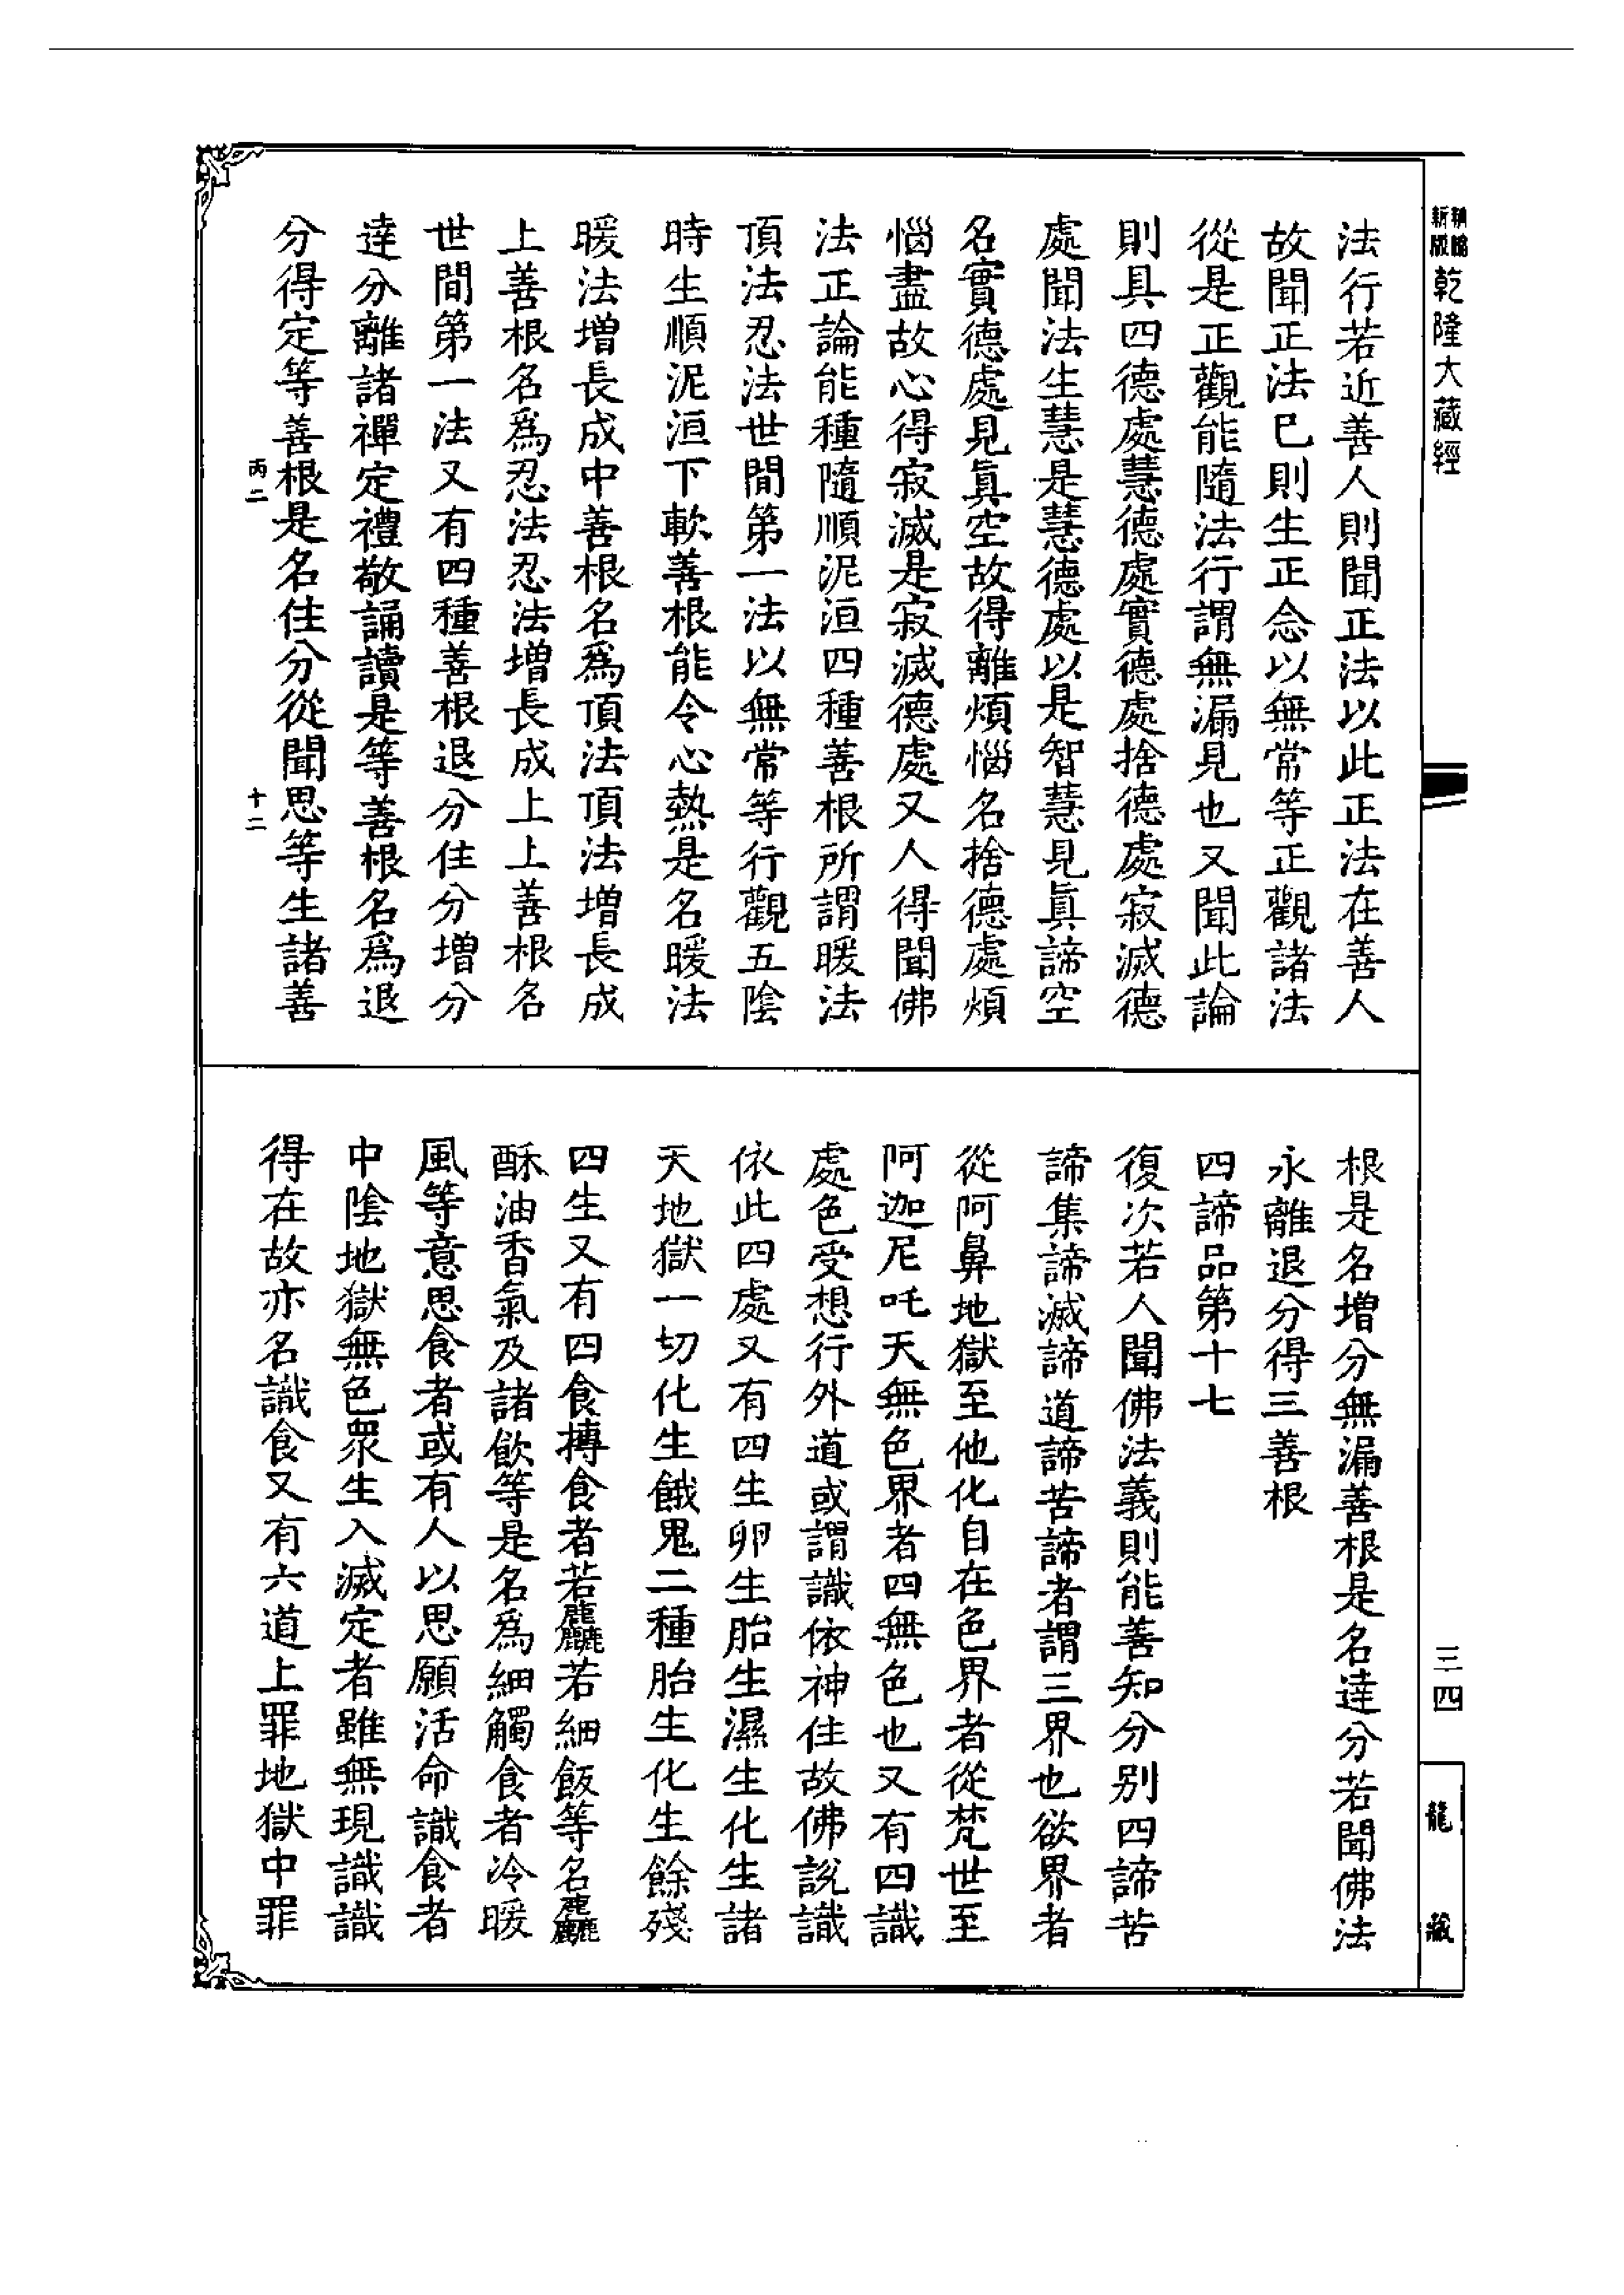 新編縮版
乾隆大藏經
法行若近善人則聞正法以此正法在善人
故聞正法已則生正念以無常等正觀諸法
從是正觀能隨法行謂無漏見也又聞此論
則具四德處慧德處實德處捨德處寂滅德
處聞法生慧是慧德處以是智慧見真諦空
名實德處見真空故得離煩惱名捨德處煩
惱盡故心得寂滅是寂滅德處又人得聞佛
法正論能種隨順泥洹四種善根所謂暖法
頂法忍法世間第一法以無常等行觀五陰
時生順泥洹下軟善根能令心熱是名暖法
暖法增長成中善根名為頂法頂法增長成
上善根名為忍法忍法增長成上上善根名
世間第一法又有四種善根退分住分增分
達分離諸禪定禮敬誦讀是等善根名為退
分得定等善根是名住分從聞思等生諸善
丙二
十二
根是名增分無漏善根是名達分若聞佛法
永離退分得三善根
四諦品第十七
復次若人聞佛法義則能善知分別四諦苦
諦集諦滅諦道諦苦諦者謂三界也欲界者
從阿鼻地獄至他化自在色界者從梵世至
阿迦尼吒天無色界者四無色也又有四識
處色受想行外道或謂識依神住故佛說識
依此四處又有四生卵生胎生濕生化生諸
天地獄一切化生餓鬼二種胎生化生餘殘
四生又有四食摶食者若麤若細飯等名麤
酥油香氣及諸飲等是名為細觸食者冷暖
風等意思食者或有人以思願活命識食者
中陰地獄無色眾生入滅定者雖無現識識
得在故亦名識食又有六道上罪地獄中罪
三四
龍藏